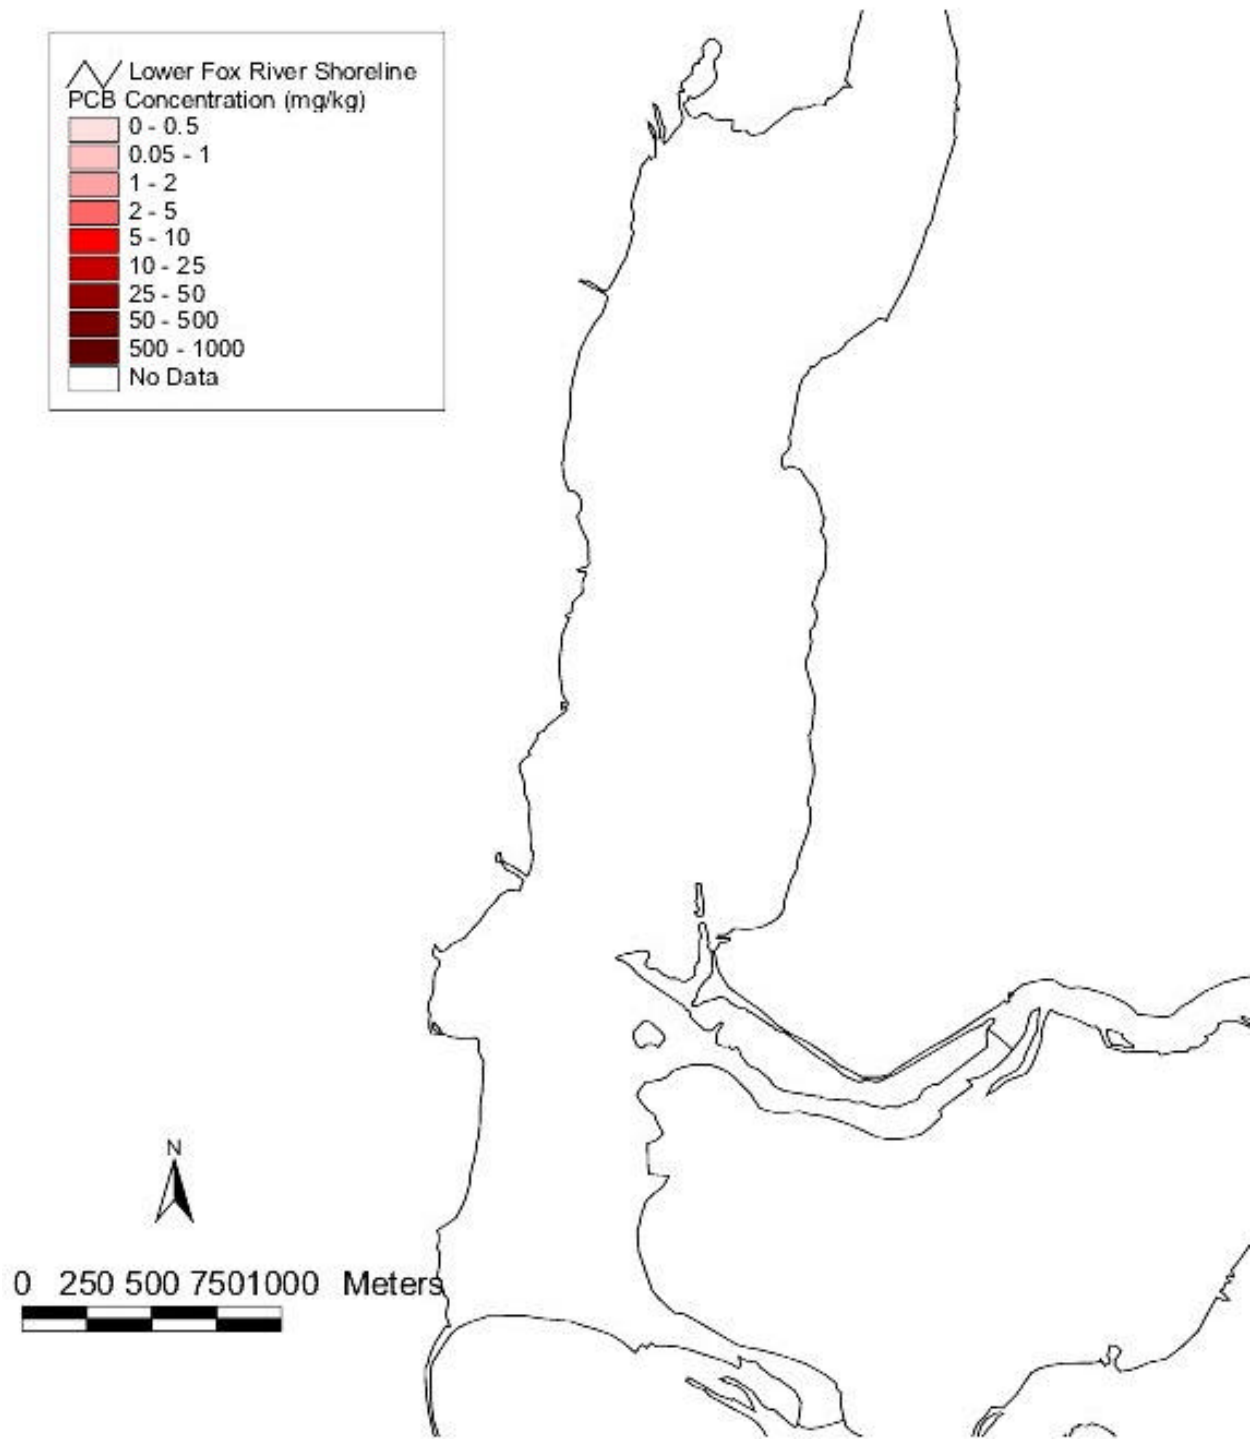 Lower Fox River Shoreline
PCB Concentration (mg/kg)
0 - 0.5
0.05 - 1
1 - 2
2 - 5
5 - 10
10 - 25
25 - 50
50 - 500
500 - 1000
No Data
N
0 250 500 7501000 Meters